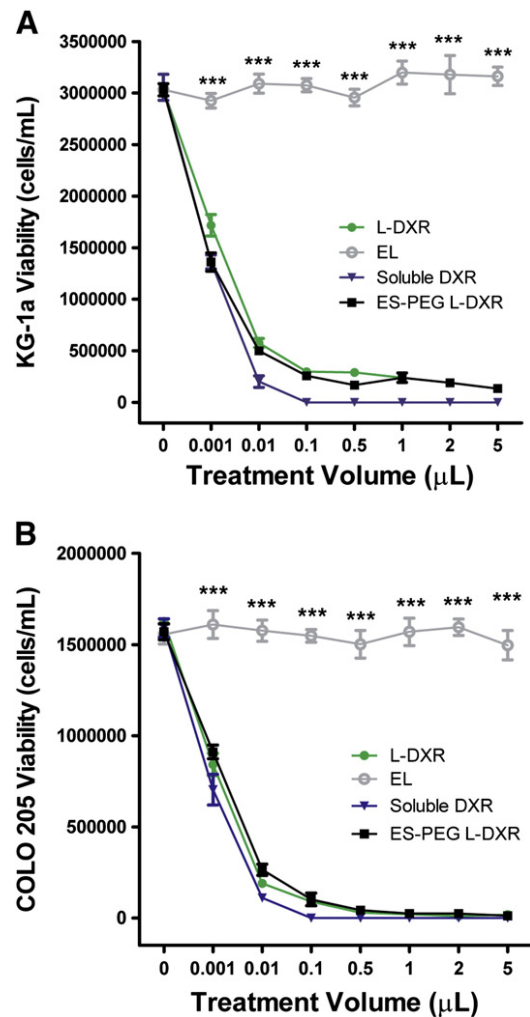 A
3500000
3000000
2500000
2000000
1500000
1000000
500000
0
KG-1a Viability (cells/mL)
*** *** *** *** *** *** ***
L-DXR
EL
Soluble DXR
ES-PEG L-DXR
0 0.001 0.01 0.1 0.5 1 2 5
Treatment Volume (µL)
B
2000000
1500000
1000000
500000
0
COLO 205 Viability (cells/mL)
*** *** *** *** *** *** ***
L-DXR
EL
Soluble DXR
ES-PEG L-DXR
0 0.001 0.01 0.1 0.5 1 2 5
Treatment Volume (µL)